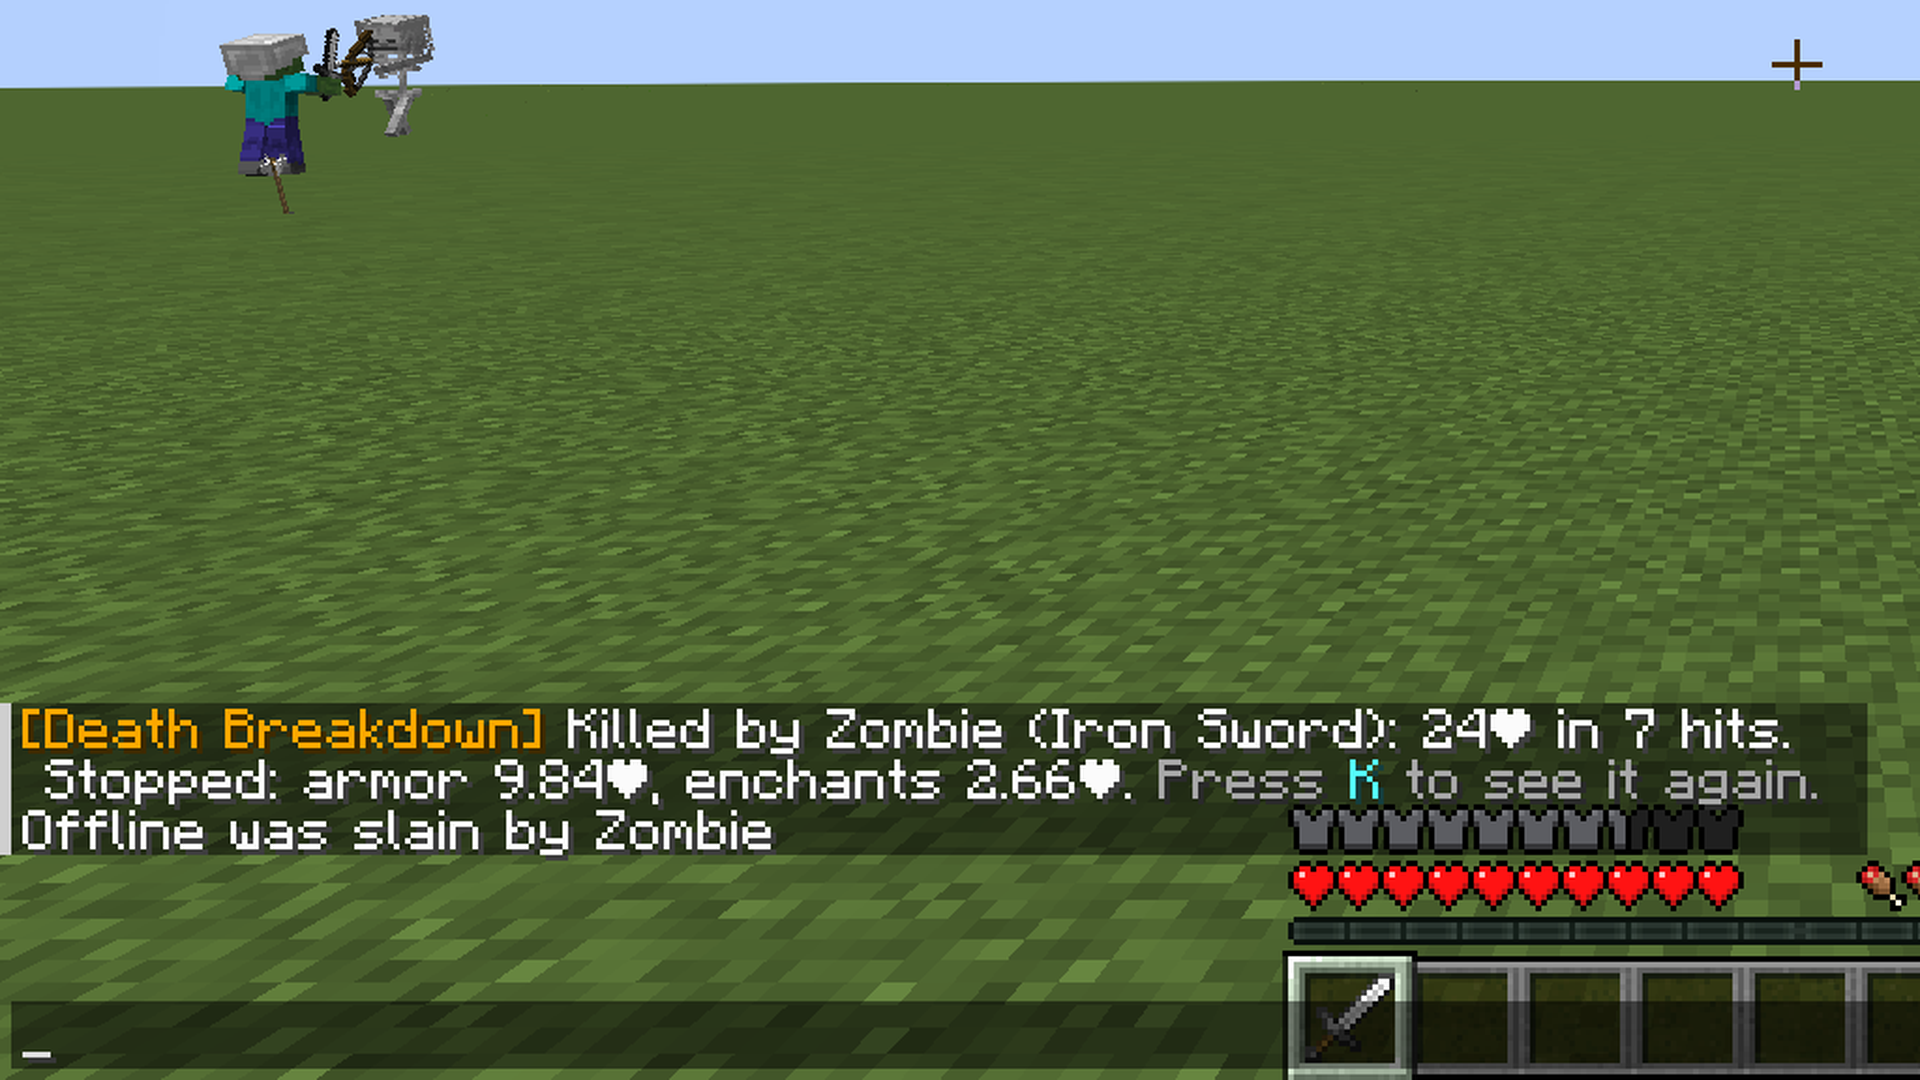 [Death Breakdown] Killed by Zombie (Iron Sword): 24♥ in 7 hits.
Stopped: armor 9.84♥, enchants 2.66♥. Press K to see it again.
Offline was slain by Zombie
_